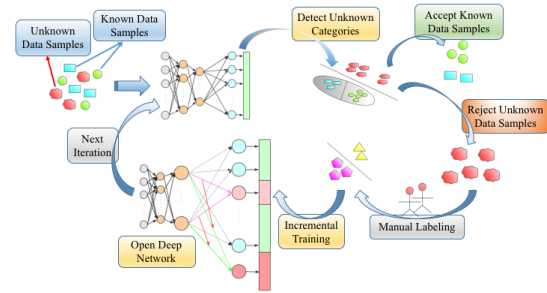 Unknown
Data Samples
Known Data
Samples
Detect Unknown
Categories
Accept Known
Data Samples
Reject Unknown
Data Samples
Next
Iteration
Open Deep
Network
Incremental
Training
Manual Labeling